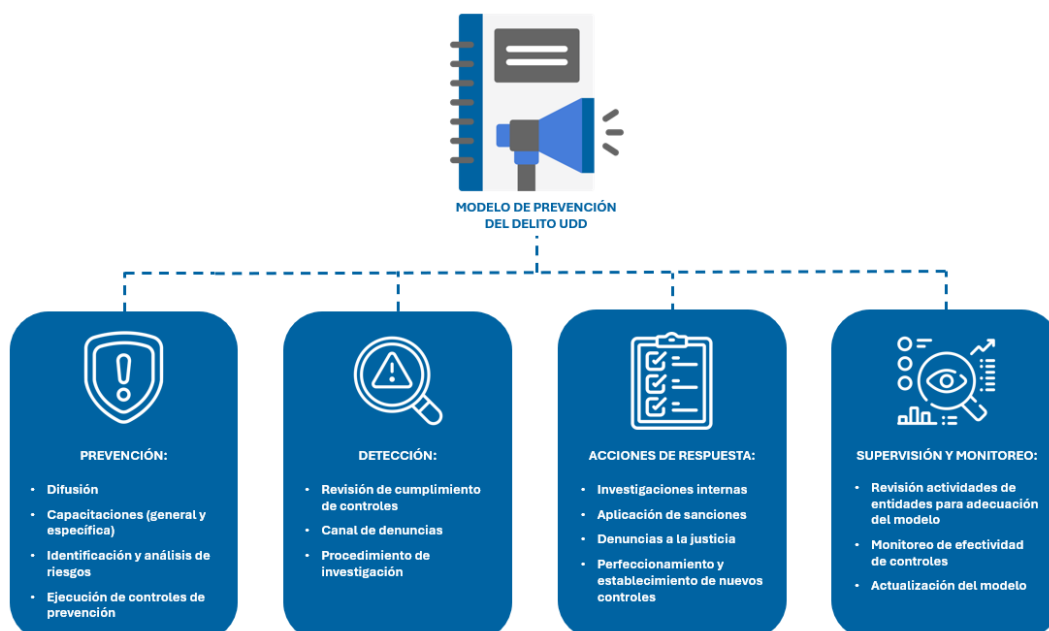 MODELO DE PREVENCIÓN
DEL DELITO UDD
PREVENCIÓN:
• Difusión
• Capacitaciones (general y
específica)
• Identificación y análisis de
riesgos
• Ejecución de controles de
prevención
DETECCIÓN:
• Revisión de cumplimiento
de controles
• Canal de denuncias
• Procedimiento de
investigación
ACCIONES DE RESPUESTA:
• Investigaciones internas
• Aplicación de sanciones
• Denuncias a la justicia
• Perfeccionamiento y
establecimiento de nuevos
controles
SUPERVISIÓN Y MONITOREO:
• Revisión actividades de
entidades para adecuación
del modelo
• Monitoreo de efectividad
de controles
• Actualización del modelo